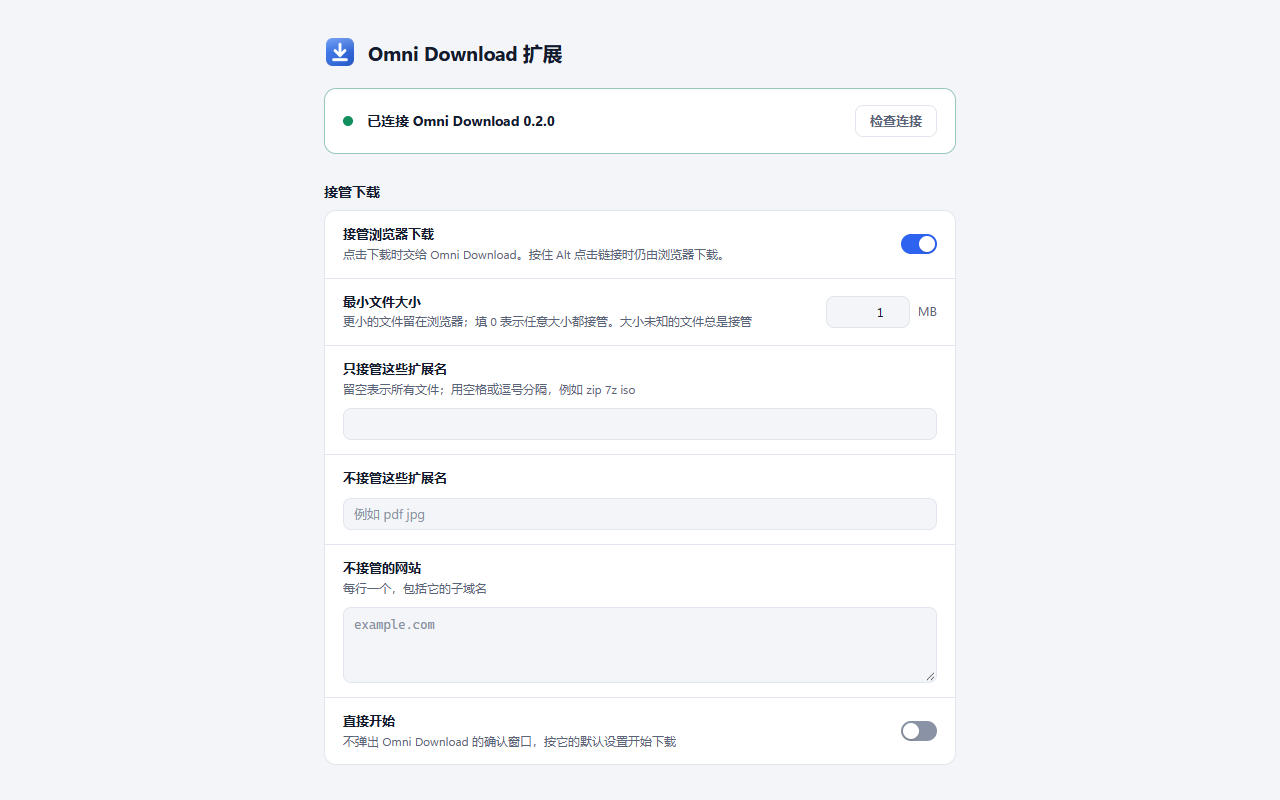 Omni Download 扩展
已连接 Omni Download 0.2.0
检查连接
接管下载
接管浏览器下载
点击下载时交给 Omni Download。按住 Alt 点击链接时仍由浏览器下载。
最小文件大小
更小的文件留在浏览器；填 0 表示任意大小都接管。大小未知的文件总是接管
1 MB
只接管这些扩展名
留空表示所有文件；用空格或逗号分隔，例如 zip 7z iso
不接管这些扩展名
例如 pdf jpg
不接管的网站
每行一个，包括它的子域名
example.com
直接开始
不弹出 Omni Download 的确认窗口，按它的默认设置开始下载